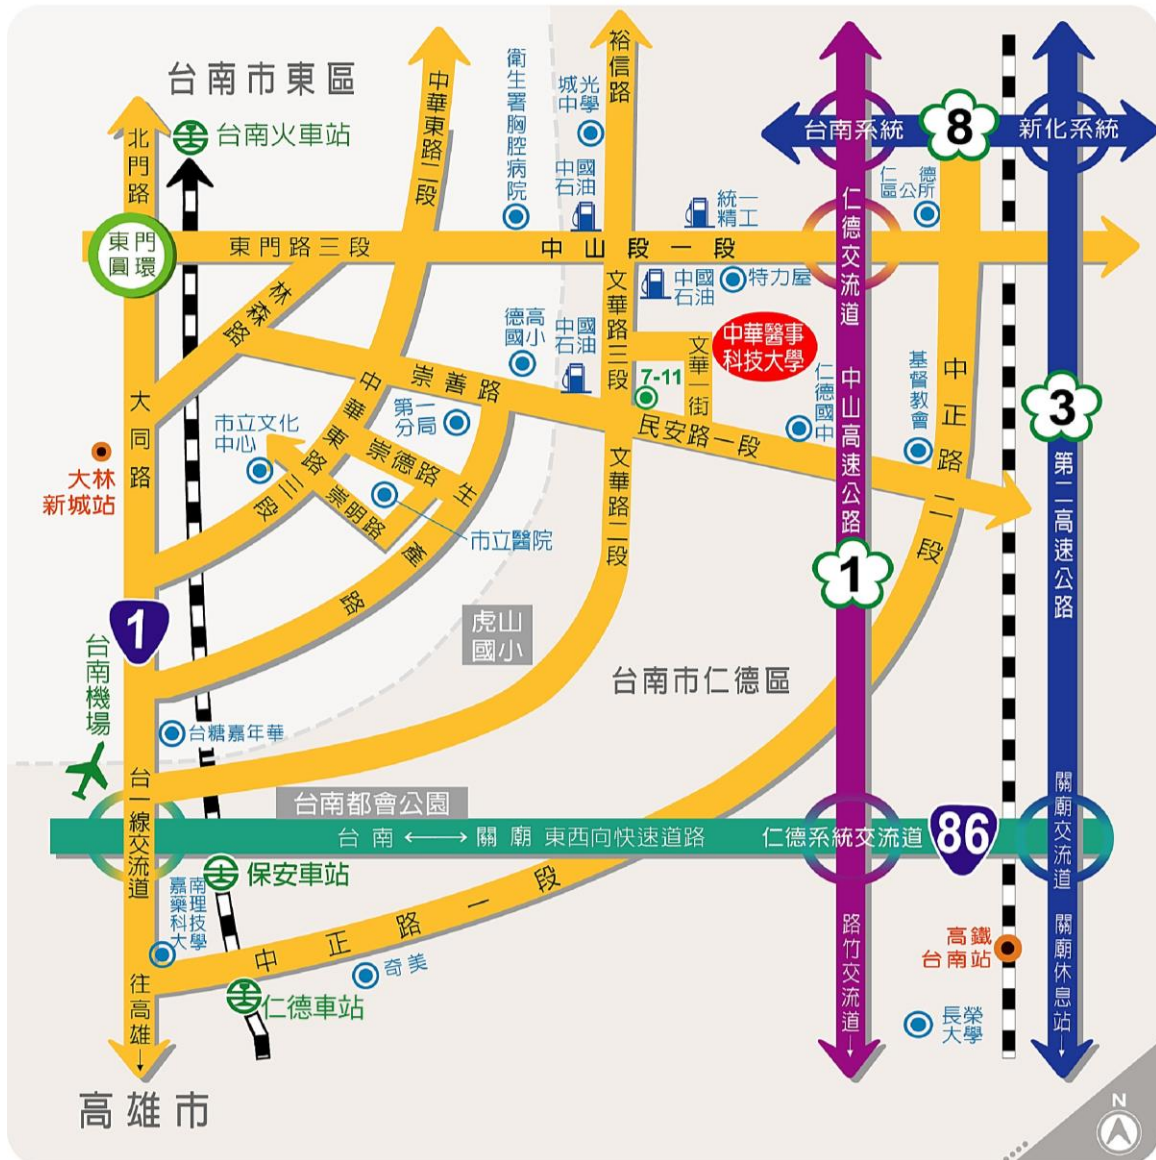 台南市東區
北門路
台南火車站
中華東路二段
衛生署胸腔病院
城光
中學
裕信路
中國
石油
統一
精工
台南系統
8
新化系統
仁德
區公所
東門
圓環
東門路三段
中山段一段
仁德交流道
林森路
德高
國小
中國
石油
文華路三段
中國
石油
特力屋
中華醫事
科技大學
文華一街
7-11
仁德國中
中山高速公路
基督教會
中正路二段
3
第二高速公路
大同路
大林
新城站
市立文化
中心
中華東路三段
崇善路
第一
分局
崇德路
崇明路
生產路
市立醫院
民安路一段
文華路二段
1
1
台南機場
虎山
國小
台南市仁德區
台糖嘉年華
台一線交流道
台南都會公園
台南 ←→ 關廟 東西向快速道路
仁德系統交流道
86
關廟交流道
保安車站
嘉南
藥理
科技
大學
中正路一段
奇美
仁德車站
往高雄↓
高雄市
路竹交流道↓
高鐵
台南站
長榮
大學
關廟休息站↓
N